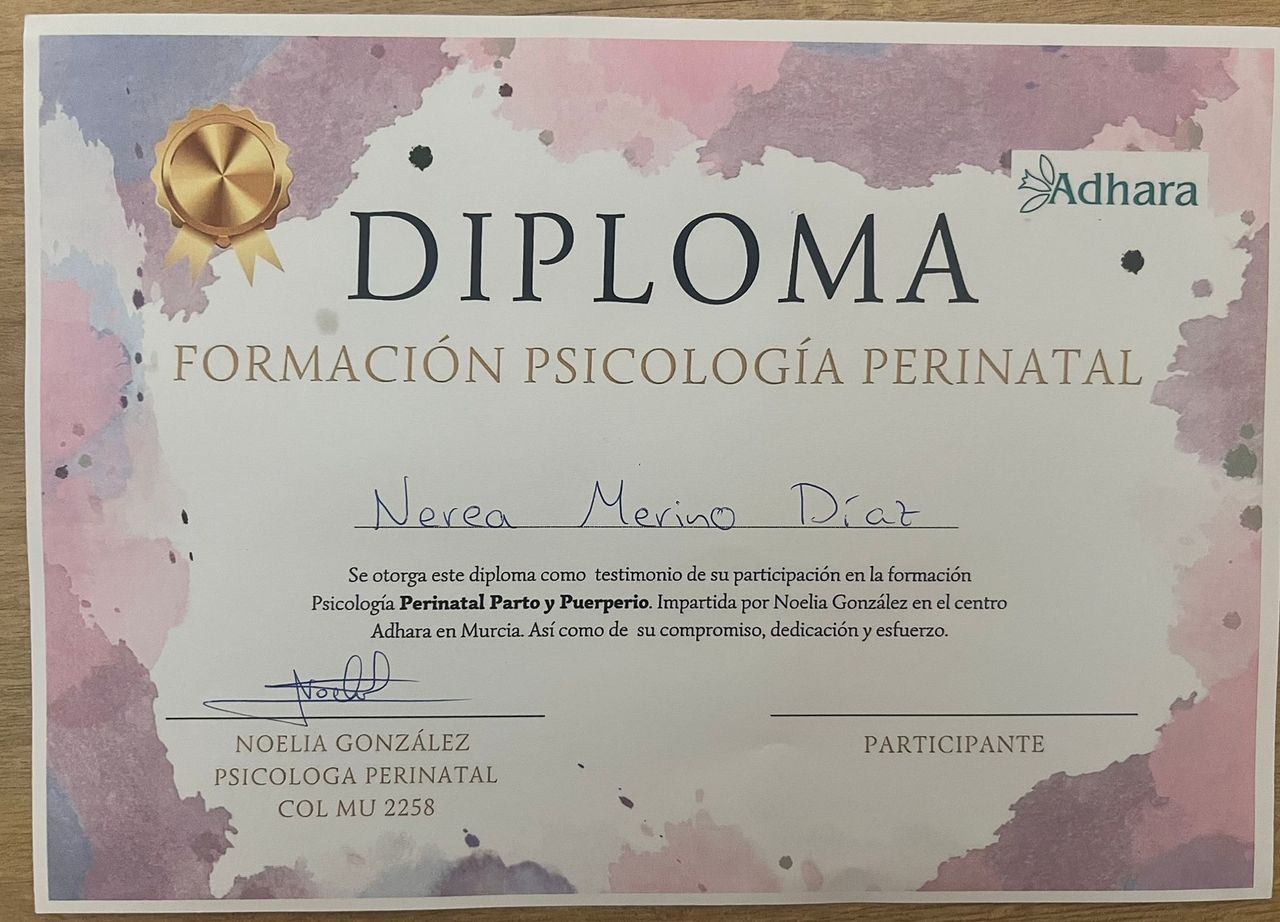 Adhara
DIPLOMA
FORMACIÓN PSICOLOGÍA PERINATAL
Nerea Merino Díaz
Se otorga este diploma como testimonio de su participación en la formación
Psicología Perinatal Parto y Puerperio. Impartida por Noelia González en el centro
Adhara en Murcia. Así como de su compromiso, dedicación y esfuerzo.
Noelia
NOELIA GONZÁLEZ
PSICOLOGA PERINATAL
COL MU 2258
PARTICIPANTE